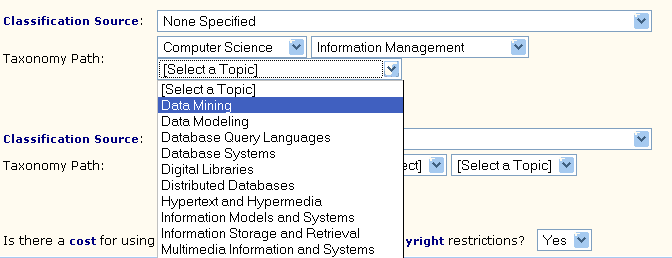 Classification Source: None Specified
Taxonomy Path: Computer Science Information Management
[Select a Topic]
[Select a Topic]
Data Mining
Data Modeling
Database Query Languages
Classification Source:
Database Systems
Taxonomy Path: Digital Libraries ect] [Select a Topic]
Distributed Databases
Hypertext and Hypermedia
Information Models and Systems
Information Storage and Retrieval
Is there a cost for using yright restrictions? Yes
Multimedia Information and Systems